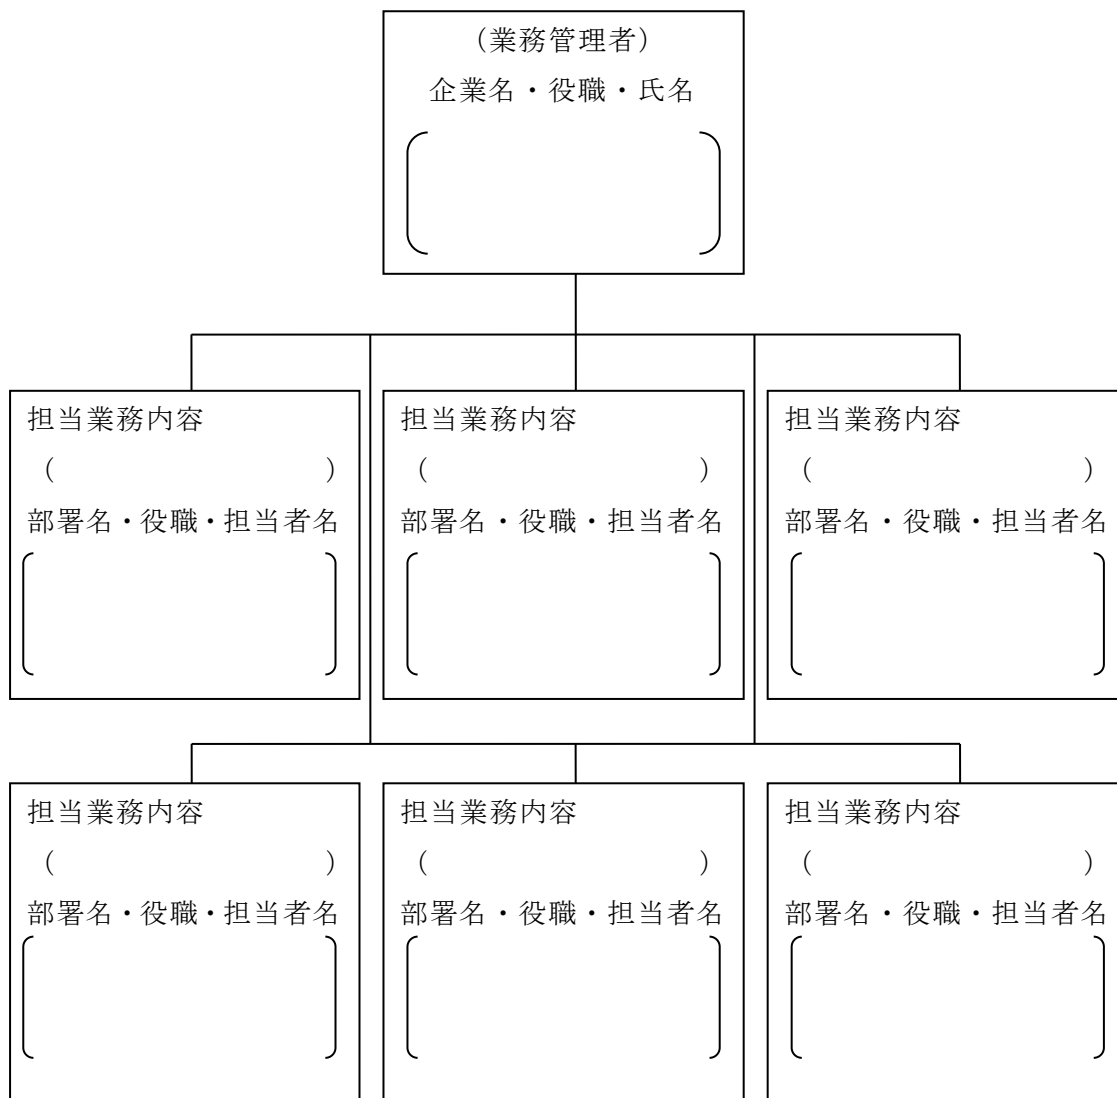 （業務管理者）
企業名・役職・氏名
担当業務内容
（　　　　　　　　　）
部署名・役職・担当者名
担当業務内容
（　　　　　　　　　）
部署名・役職・担当者名
担当業務内容
（　　　　　　　　　）
部署名・役職・担当者名
担当業務内容
（　　　　　　　　　）
部署名・役職・担当者名
担当業務内容
（　　　　　　　　　）
部署名・役職・担当者名
担当業務内容
（　　　　　　　　　）
部署名・役職・担当者名